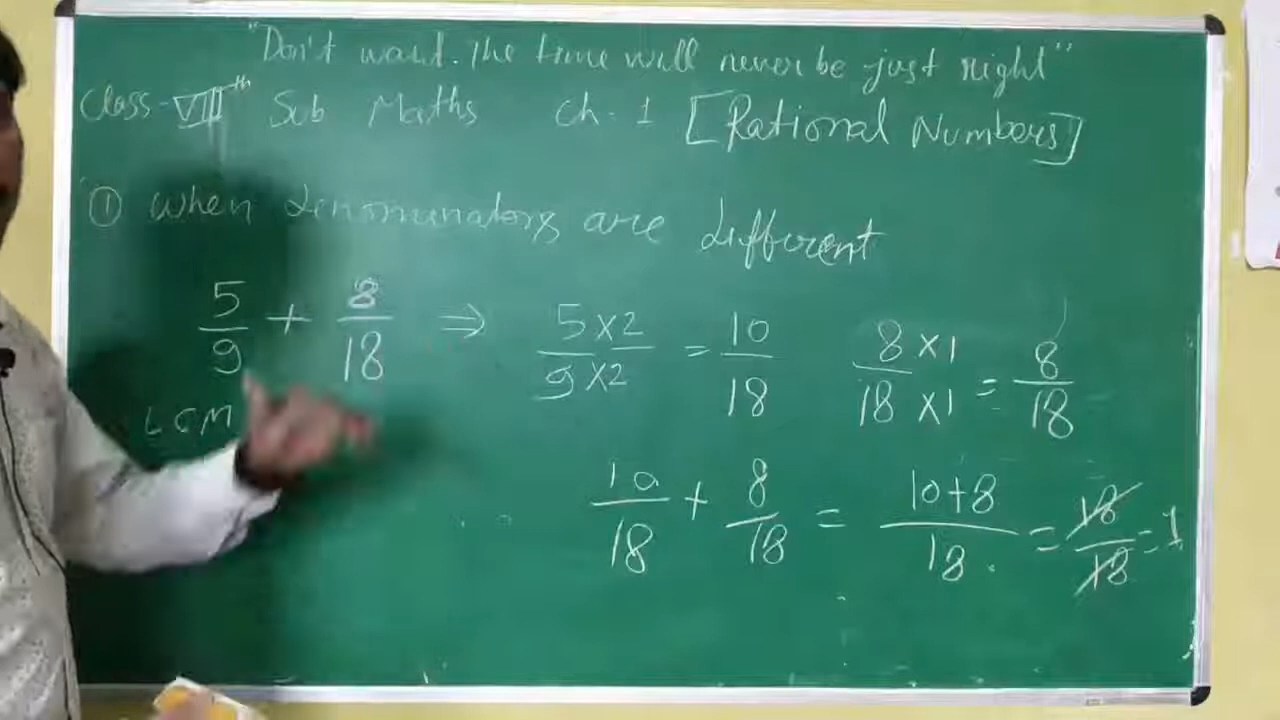 "Don't want. The time will never be just right"
Class - VIIIth Sub Maths Ch. 1 [Rational Numbers]
① When denominators are different
5/9 + 8/18 ⇒ 5×2/9×2 = 10/18 8×1/18×1 = 8/18
LCM
10/18 + 8/18 = 10+8/18 = 18/18 = 1